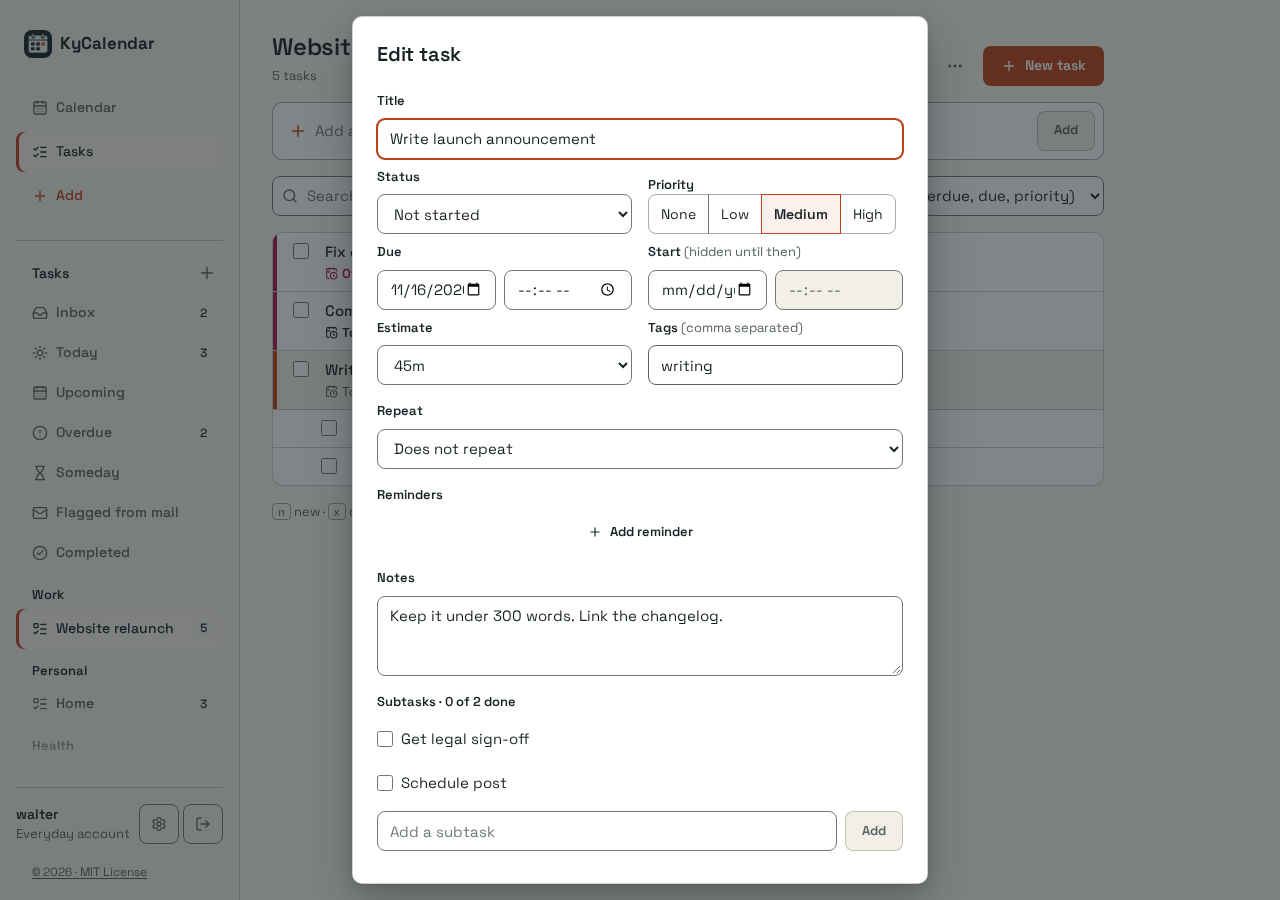 KyCalendar
Calendar
Tasks
Add
Tasks
Inbox 2
Today 3
Upcoming
Overdue 2
Someday
Flagged from mail
Completed
Work
Website relaunch 5
Personal
Home 3
Health
walter
Everyday account
© 2026 · MIT License
5 tasks
New task
Add
Add
n new · x
Edit task
Title
Write launch announcement
Status
Priority
Not started
None Low Medium High
Due
Start (hidden until then)
--:-- --
mm/dd/
--:-- --
Estimate
Tags (comma separated)
45m
writing
Repeat
Does not repeat
Reminders
Add reminder
Notes
Keep it under 300 words. Link the changelog.
Subtasks · 0 of 2 done
Get legal sign-off
Schedule post
Add a subtask
Add
due, priority)